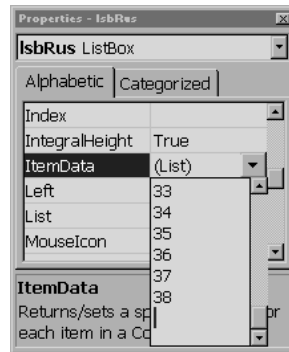 Properties - lsbRus
lsbRus ListBox
Alphabetic Categorized
Index
IntegralHeight True
ItemData (List)
Left
List
MouseIcon
33
34
35
36
37
38
ItemData
Returns/sets a sp
each item in a Co